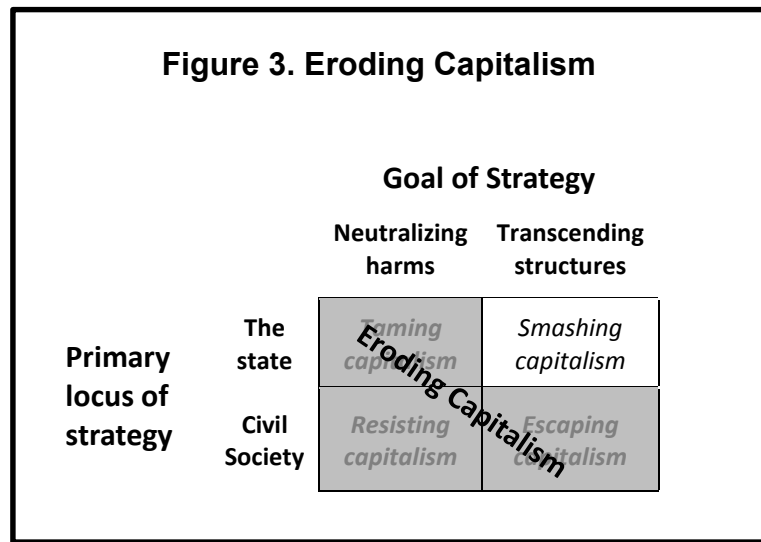 Figure 3. Eroding Capitalism
Goal of Strategy
Neutralizing harms
Transcending structures
Primary locus of strategy
The state
Taming capitalism
Smashing capitalism
Civil Society
Resisting capitalism
Escaping capitalism
Eroding Capitalism